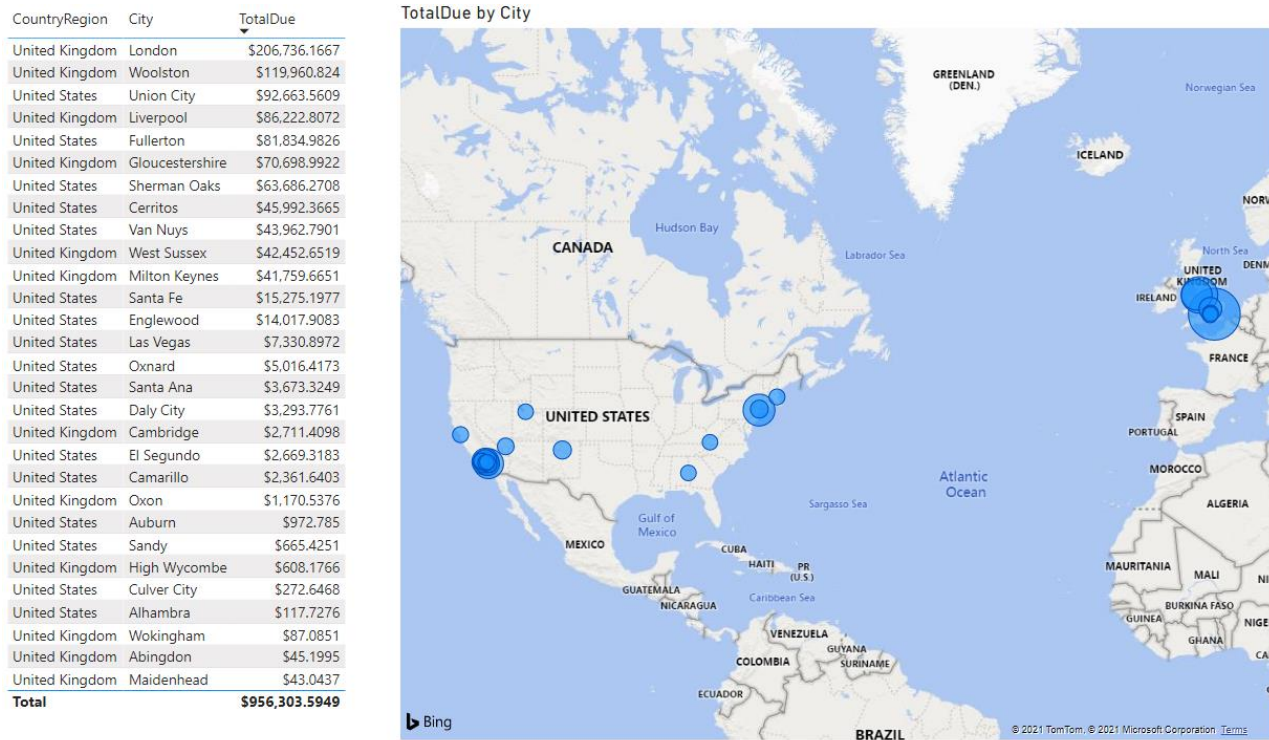 CountryRegion City TotalDue
United Kingdom London $206,736.1667
United Kingdom Woolston $119,960.824
United States Union City $92,663.5609
United Kingdom Liverpool $86,222.8072
United States Fullerton $81,834.9826
United Kingdom Gloucestershire $70,698.9922
United States Sherman Oaks $63,686.2708
United States Cerritos $45,992.3665
United States Van Nuys $43,962.7901
United Kingdom West Sussex $42,452.6519
United Kingdom Milton Keynes $41,759.6651
United States Santa Fe $15,275.1977
United States Englewood $14,017.9083
United States Las Vegas $7,330.8972
United States Oxnard $5,016.4173
United States Santa Ana $3,673.3249
United States Daly City $3,293.7761
United Kingdom Cambridge $2,711.4098
United States El Segundo $2,669.3183
United States Camarillo $2,361.6403
United Kingdom Oxon $1,170.5376
United States Auburn $972.785
United States Sandy $665.4251
United Kingdom High Wycombe $608.1766
United States Culver City $272.6468
United States Alhambra $117.7276
United Kingdom Wokingham $87.0851
United Kingdom Abingdon $45.1995
United Kingdom Maidenhead $43.0437
Total $956,303.5949
TotalDue by City
GREENLAND
(DEN.)
Norwegian Sea
ICELAND
NORW
Hudson Bay
CANADA
Labrador Sea
North Sea
UNITED
KINGDOM
DENM
IRELAND
FRANCE
UNITED STATES
SPAIN
PORTUGAL
MOROCCO
Atlantic
Ocean
ALGERIA
Sargasso Sea
Gulf of
Mexico
MEXICO
CUBA
HAITI
PR
(U.S.)
MAURITANIA
MALI
NI
GUATEMALA
Caribbean Sea
NICARAGUA
BURKINA FASO
GUINEA
NIGE
VENEZUELA
GHANA
GUYANA
CA
COLOMBIA
SURINAME
ECUADOR
BRAZIL
Bing
© 2021 TomTom, © 2021 Microsoft Corporation Terms